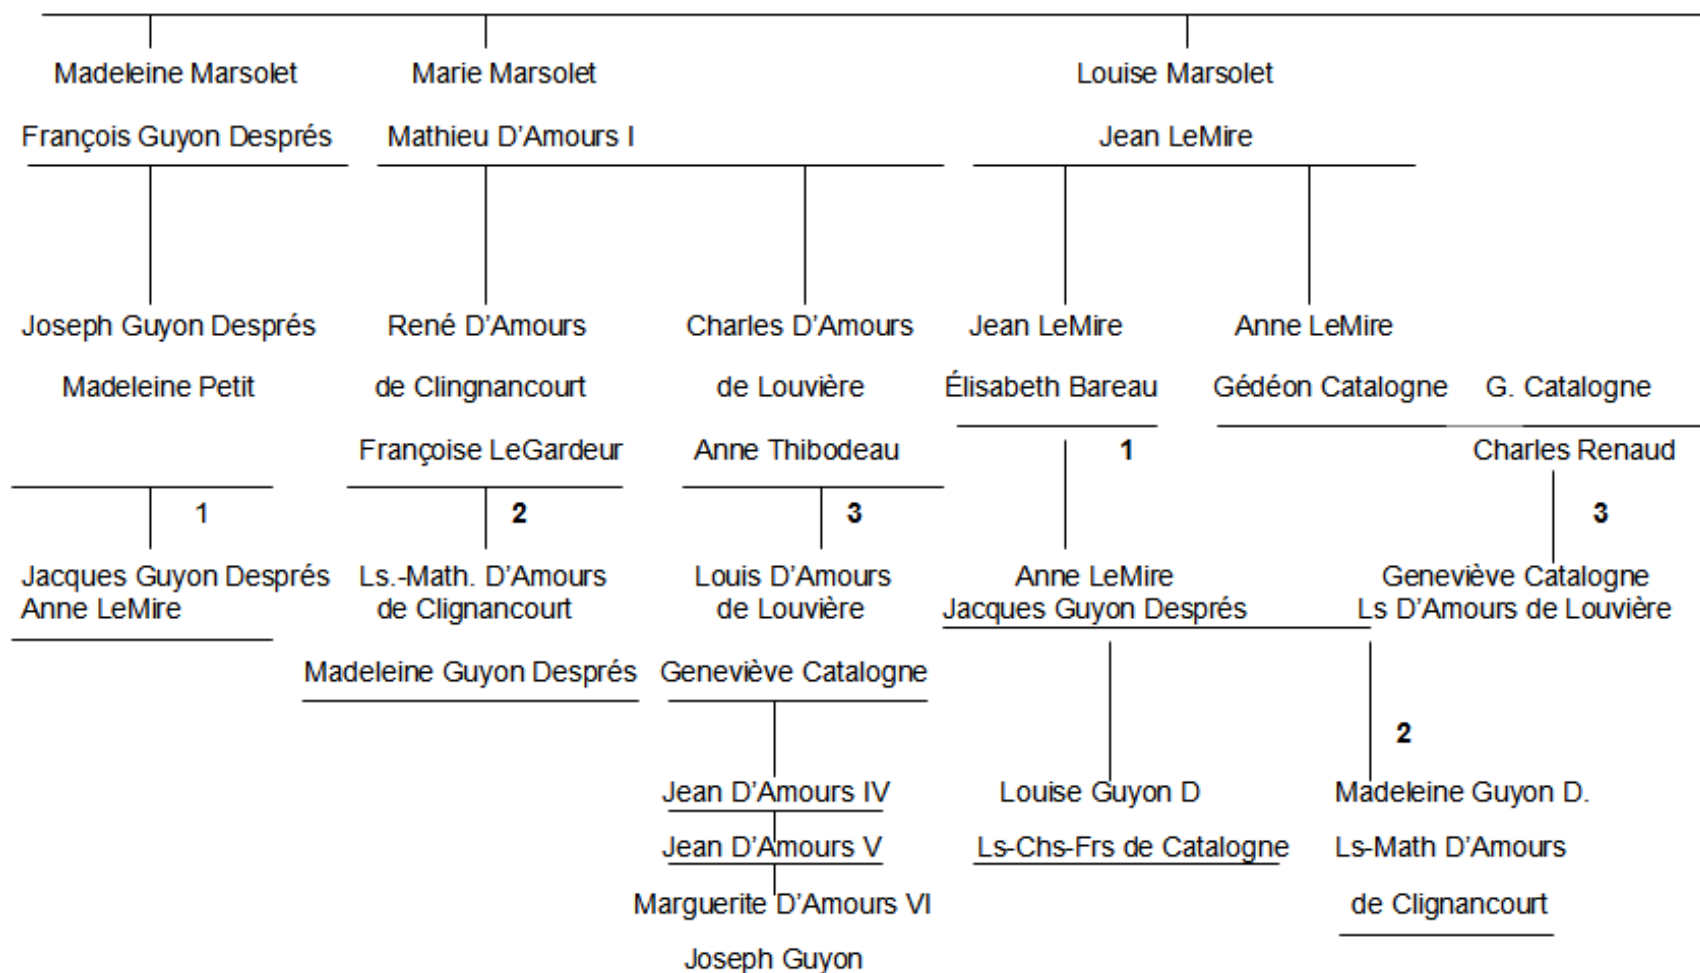 Madeleine Marsolet Marie Marsolet Louise Marsolet
François Guyon Després Mathieu D'Amours I Jean LeMire
Joseph Guyon Després René D'Amours Charles D'Amours Jean LeMire Anne LeMire
Madeleine Petit de Clingnancourt de Louvière Élisabeth Bareau Gédéon Catalogne G. Catalogne
Françoise LeGardeur Anne Thibodeau 1 Charles Renaud
1 2 3 3
Jacques Guyon Després Ls.-Math. D'Amours Louis D'Amours Anne LeMire Geneviève Catalogne
Anne LeMire de Clignancourt de Louvière Jacques Guyon Després Ls D'Amours de Louvière
Madeleine Guyon Després Geneviève Catalogne
2
Jean D'Amours IV Louise Guyon D Madeleine Guyon D.
Jean D'Amours V Ls-Chs-Frs de Catalogne Ls-Math D'Amours
Marguerite D'Amours VI de Clignancourt
Joseph Guyon